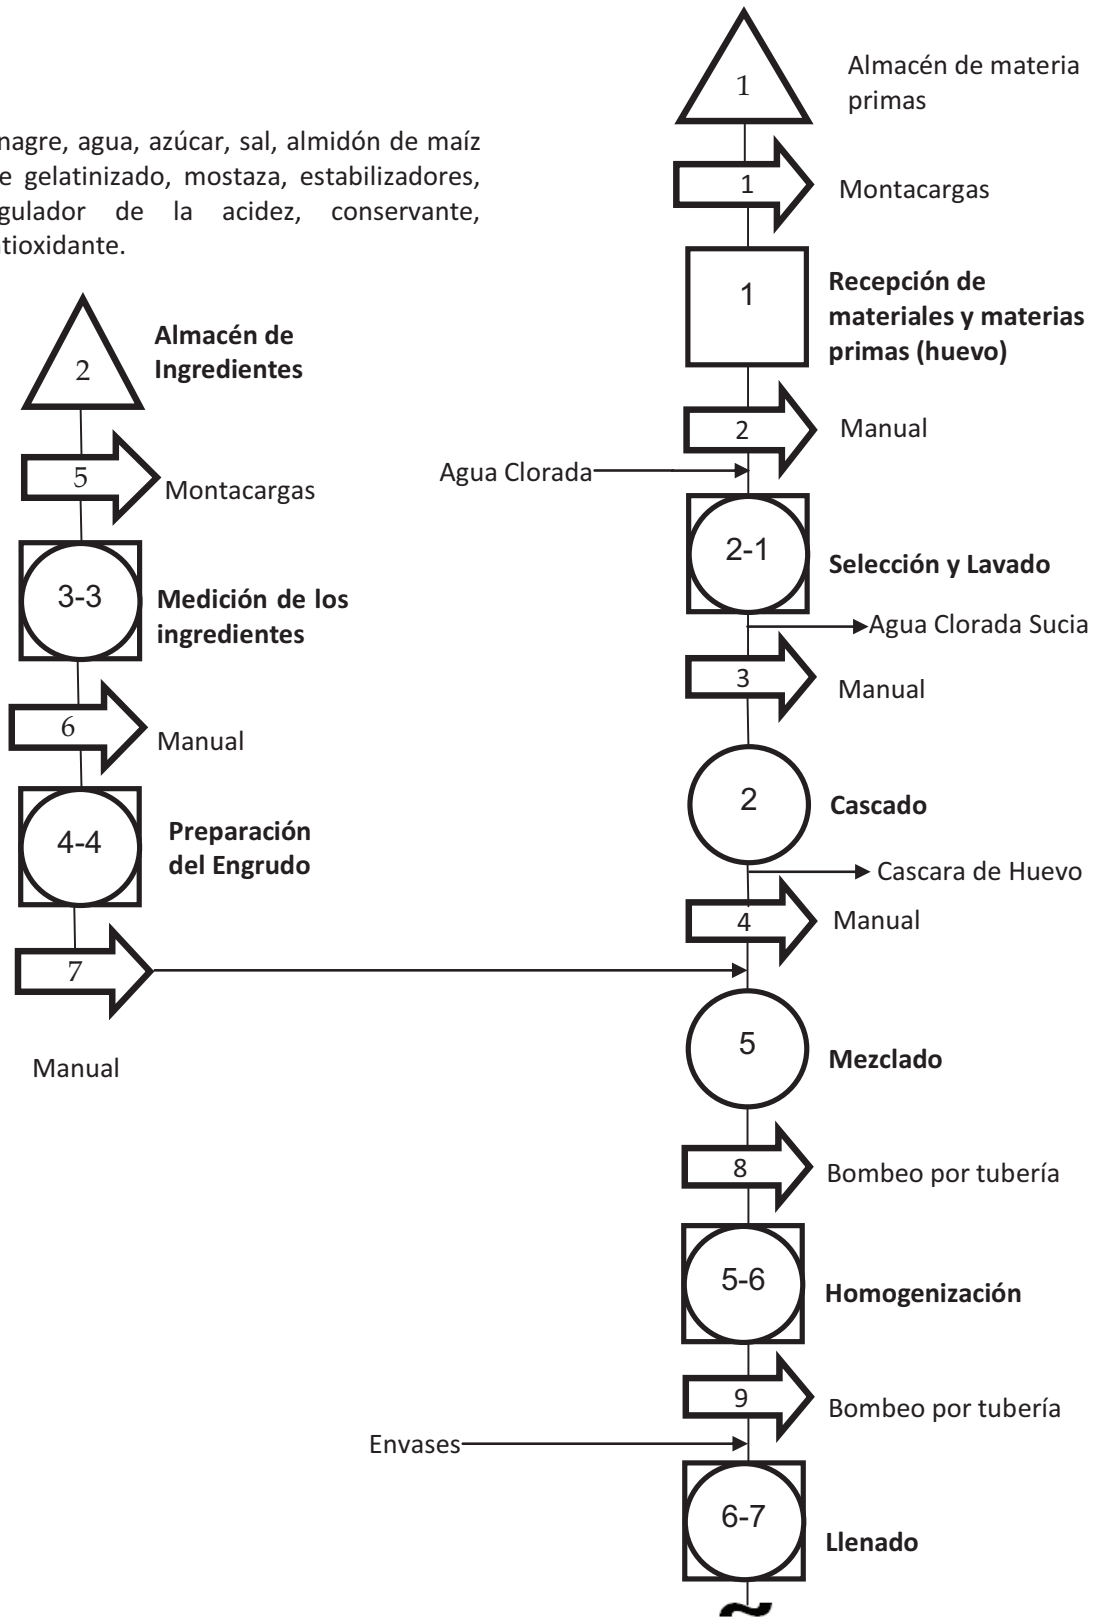 1
Almacén de materia
primas
nagre, agua, azúcar, sal, almidón de maíz
e gelatinizado, mostaza, estabilizadores,
gulador de la acidez, conservante,
tioxidante.
1
Montacargas
1
Recepción de
materiales y materias
primas (huevo)
2
Almacén de
Ingredientes
2
Manual
5
Montacargas
Agua Clorada
2-1
Selección y Lavado
3-3
Medición de los
ingredientes
Agua Clorada Sucia
3
Manual
6
Manual
2
Cascado
4-4
Preparación
del Engrudo
Cascara de Huevo
4
Manual
7
Manual
5
Mezclado
8
Bombeo por tubería
5-6
Homogenización
9
Bombeo por tubería
Envases
6-7
Llenado
~